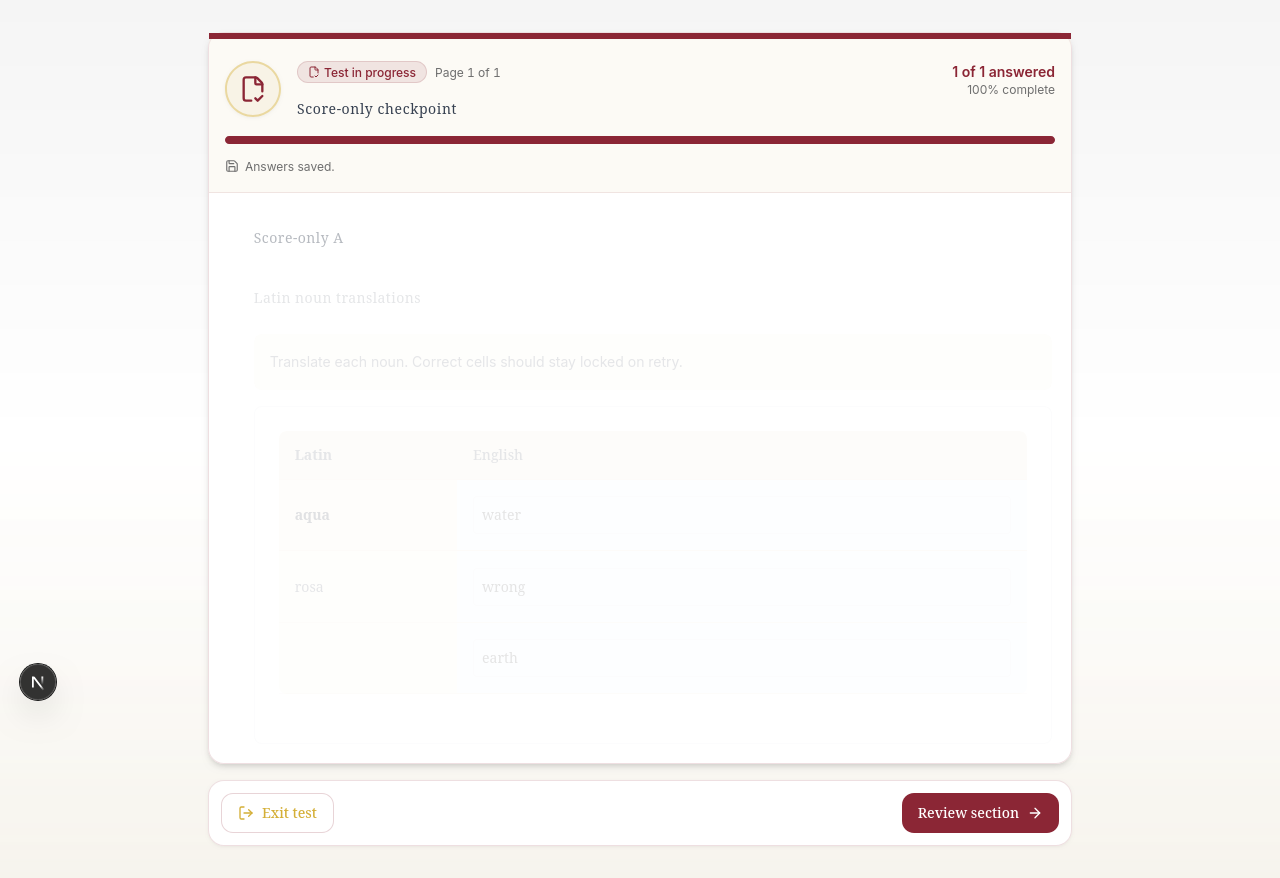 Test in progress
Page 1 of 1
1 of 1 answered
100% complete
Score-only checkpoint
Answers saved.
Score-only A
Latin noun translations
Translate each noun. Correct cells should stay locked on retry.
Latin English
aqua water
rosa wrong
earth
N
Exit test
Review section